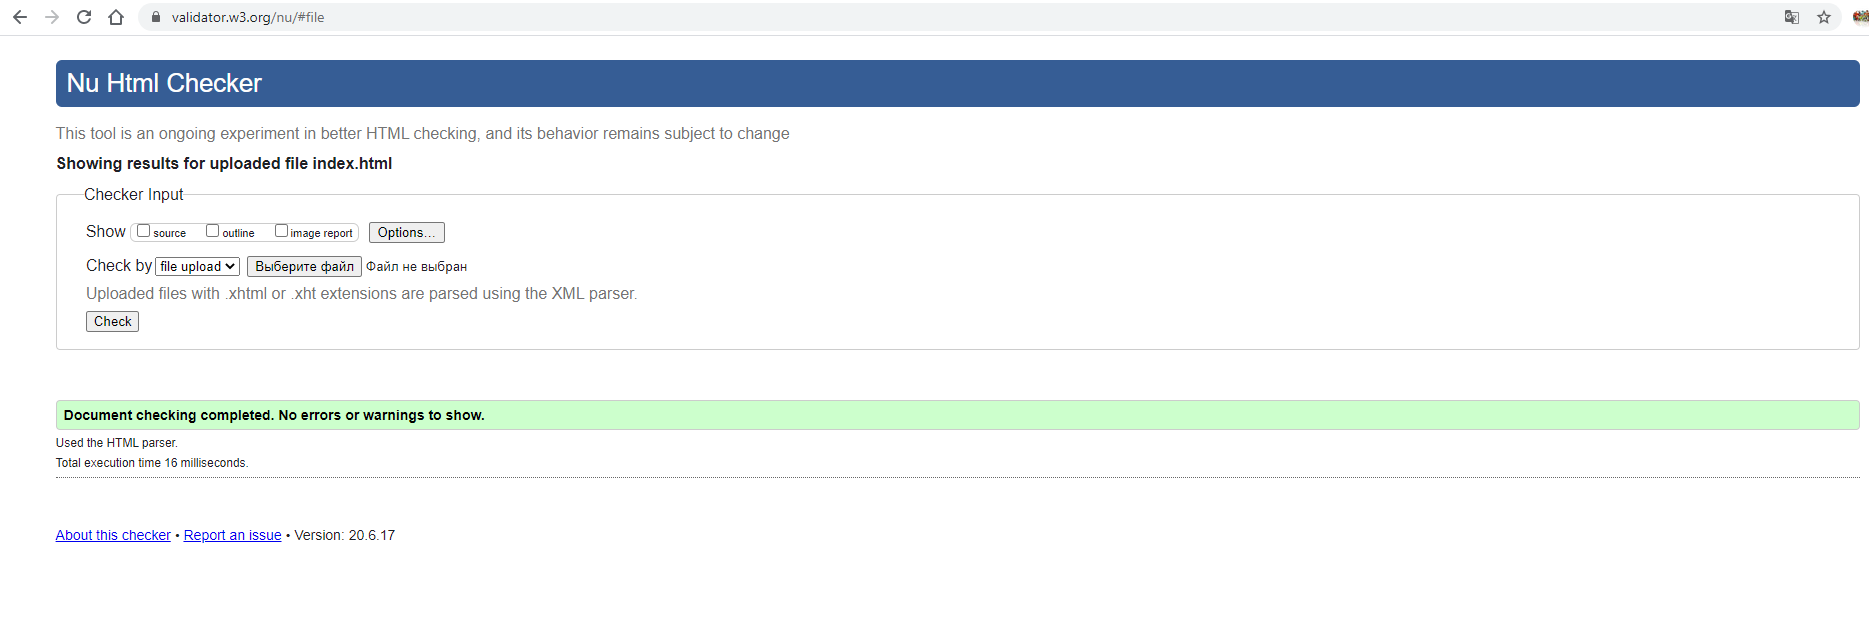 validator.w3.org/nu/#file
Nu Html Checker
This tool is an ongoing experiment in better HTML checking, and its behavior remains subject to change
Showing results for uploaded file index.html
Checker Input
Show source outline image report Options...
Check by file upload Выберите файл Файл не выбран
Uploaded files with .xhtml or .xht extensions are parsed using the XML parser.
Check
Document checking completed. No errors or warnings to show.
Used the HTML parser.
Total execution time 16 milliseconds.
About this checker • Report an issue • Version: 20.6.17